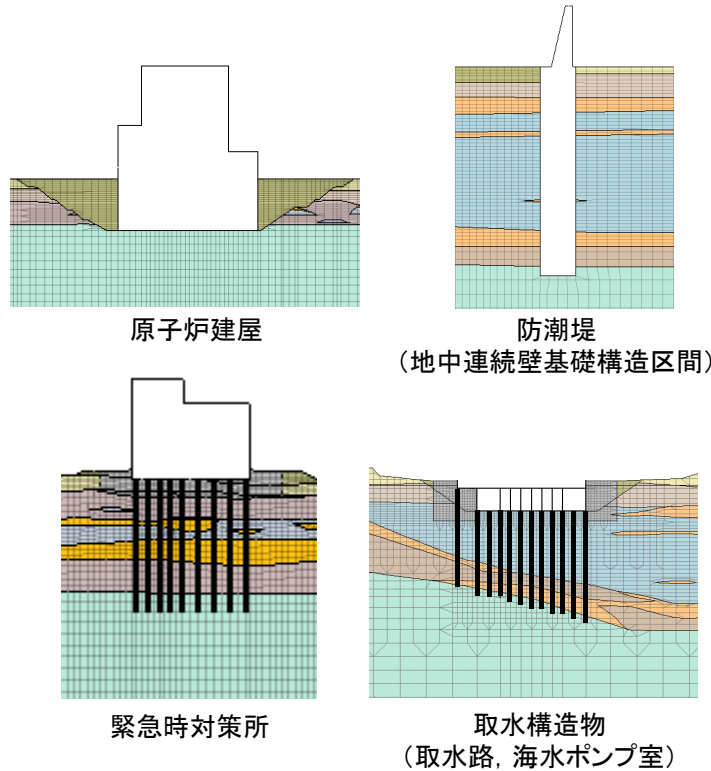 原子炉建屋
防潮堤
（地中連続壁基礎構造区間）
緊急時対策所
取水構造物
（取水路，海水ポンプ室）